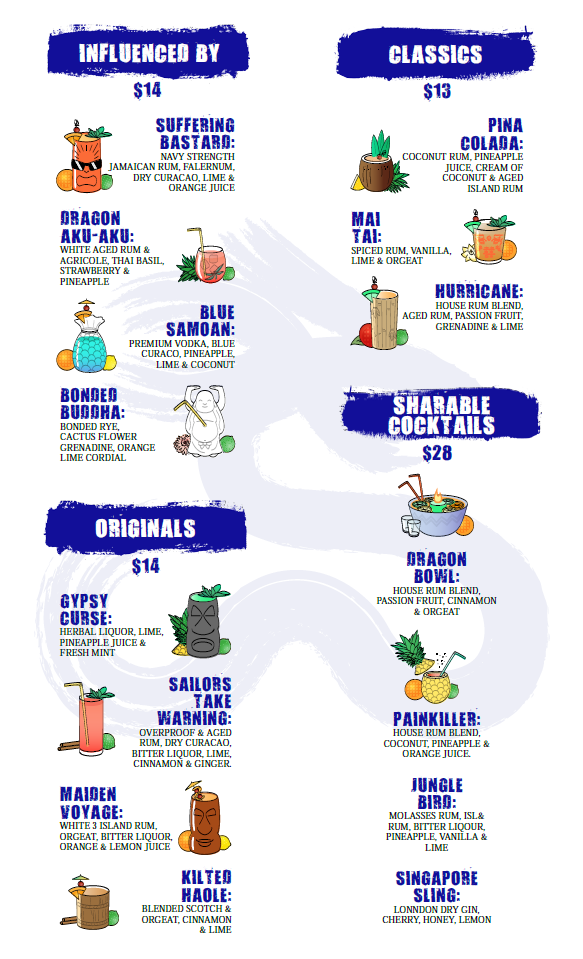 INFLUENCED BY
$14
SUFFERING
BASTARD:
NAVY STRENGTH
JAMAICAN RUM, FALERNUM,
DRY CURACAO, LIME &
ORANGE JUICE
DRAGON
AKU-AKU:
WHITE AGED RUM &
AGRICOLE, THAI BASIL,
STRAWBERRY &
PINEAPPLE
BLUE
SAMOAN:
PREMIUM VODKA, BLUE
CURACO, PINEAPPLE,
LIME & COCONUT
BONDED
BUDDHA:
BONDED RYE,
CACTUS FLOWER
GRENADINE, ORANGE
LIME CORDIAL
ORIGINALS
$14
GYPSY
CURSE:
HERBAL LIQUOR, LIME,
PINEAPPLE JUICE &
FRESH MINT
SAILORS
TAKE
WARNING:
OVERPROOF & AGED
RUM, DRY CURACAO,
BITTER LIQUOR, LIME,
CINNAMON & GINGER.
MAIDEN
VOYAGE:
WHITE 3 ISLAND RUM,
ORGEAT, BITTER LIQUOR,
ORANGE & LEMON JUICE
KILTED
HAOLE:
BLENDED SCOTCH &
ORGEAT, CINNAMON
& LIME
CLASSICS
$13
PINA
COLADA:
COCONUT RUM, PINEAPPLE
JUICE, CREAM OF
COCONUT & AGED
ISLAND RUM
MAI
TAI:
SPICED RUM, VANILLA,
LIME & ORGEAT
HURRICANE:
HOUSE RUM BLEND,
AGED RUM, PASSION FRUIT,
GRENADINE & LIME
SHARABLE
COCKTAILS
$28
DRAGON
BOWL:
HOUSE RUM BLEND,
PASSION FRUIT, CINNAMON
& ORGEAT
PAINKILLER:
HOUSE RUM BLEND,
COCONUT, PINEAPPLE &
ORANGE JUICE.
JUNGLE
BIRD:
MOLASSES RUM, ISL&
RUM, BITTER LIQOUR,
PINEAPPLE, VANILLA &
LIME
SINGAPORE
SLING:
LONNDON DRY GIN,
CHERRY, HONEY, LEMON